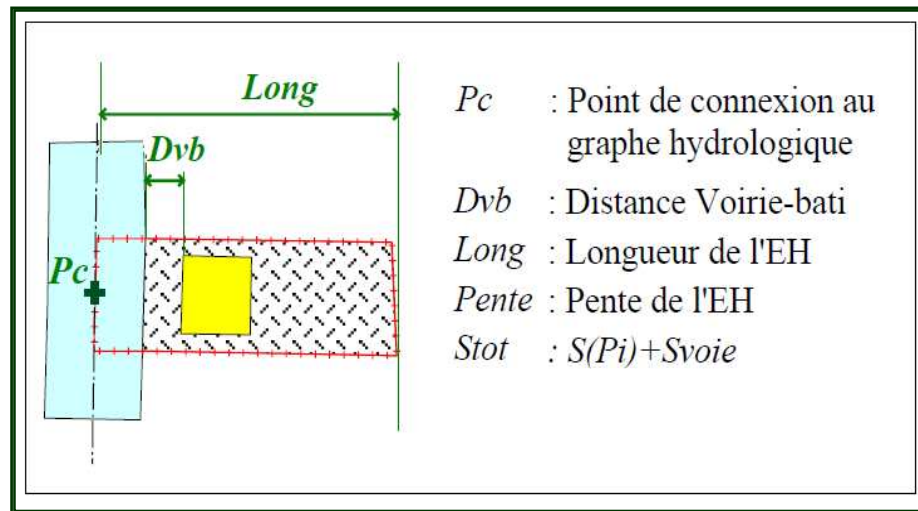 Long
Dvb
Pc
Pc : Point de connexion au
graphe hydrologique
Dvb : Distance Voirie-bati
Long : Longueur de l'EH
Pente : Pente de l'EH
Stot : S(Pi)+Svoie